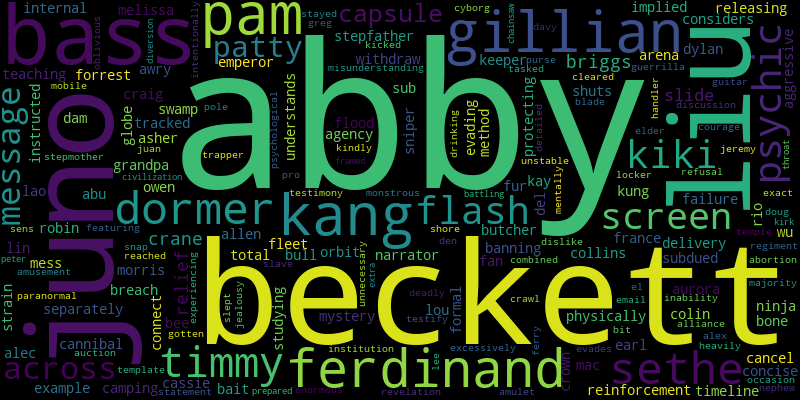 internal
melissa
pam
capsule
gillian
implied
releasing
bass
diversion
stayed
greg
cyborg
chainsaw
davy
considers
oblivious
intentionally
patty
stepfather
kicked
purse
keeper
briggs
arena
dylan
teaching
forrest
awry
emperor
misunderstanding
withdraw
tasked
shuts
cleared
guerrilla
psychic
aggressive
mobile
craig
swamp
pole
understands
sub
blade
handler
guitar
slide
message
instructed
tracked
globe
psychological
abby
sniper
drinking
evading
method
protecting
detailed
discussion
courage
lili
dam
asher
juan
flood
agency
kindly
framed
elder
jeremy
throat
stepmother
grandpa
trapper
kiki
civilization
owen
pro
unstable
mentally
locker
refusal
exact
juno
lao
abu
testimony
monstrous
fur
kay
kung
failure
doug
dormer
kang
flash
battling
del
screen
rio
kirk
sens
featuring
robin
allen
shore
butcher
dislike
france
temple
wu
peter
lin
snap
crane
fleet
den
banning
collins
delivery
regiment
reached
total
bull
orbit
narrator
fan
combined
subdued
abortion
amusement
mess
morris
slave
beckett
extra
crawl
el
aurora
majority
paranormal
relief
experiencing
unnecessary
deadly
formal
email
inability
strain
breach
slept
jealousy
studying
mystery
lou
testify
physically
colin
ninja
separately
connect
alliance
bone
bit
alec
cannibal
gotten
institution
excessively
ferry
earl
alex
heavily
auction
timmy
lee
cancel
across
template
ferdinand
crown
mac
sethe
concise
example
camping
cassie
bait
prepared
enormous
revelation
amulet
reinforcement
timeline
occasion
statement
nephew